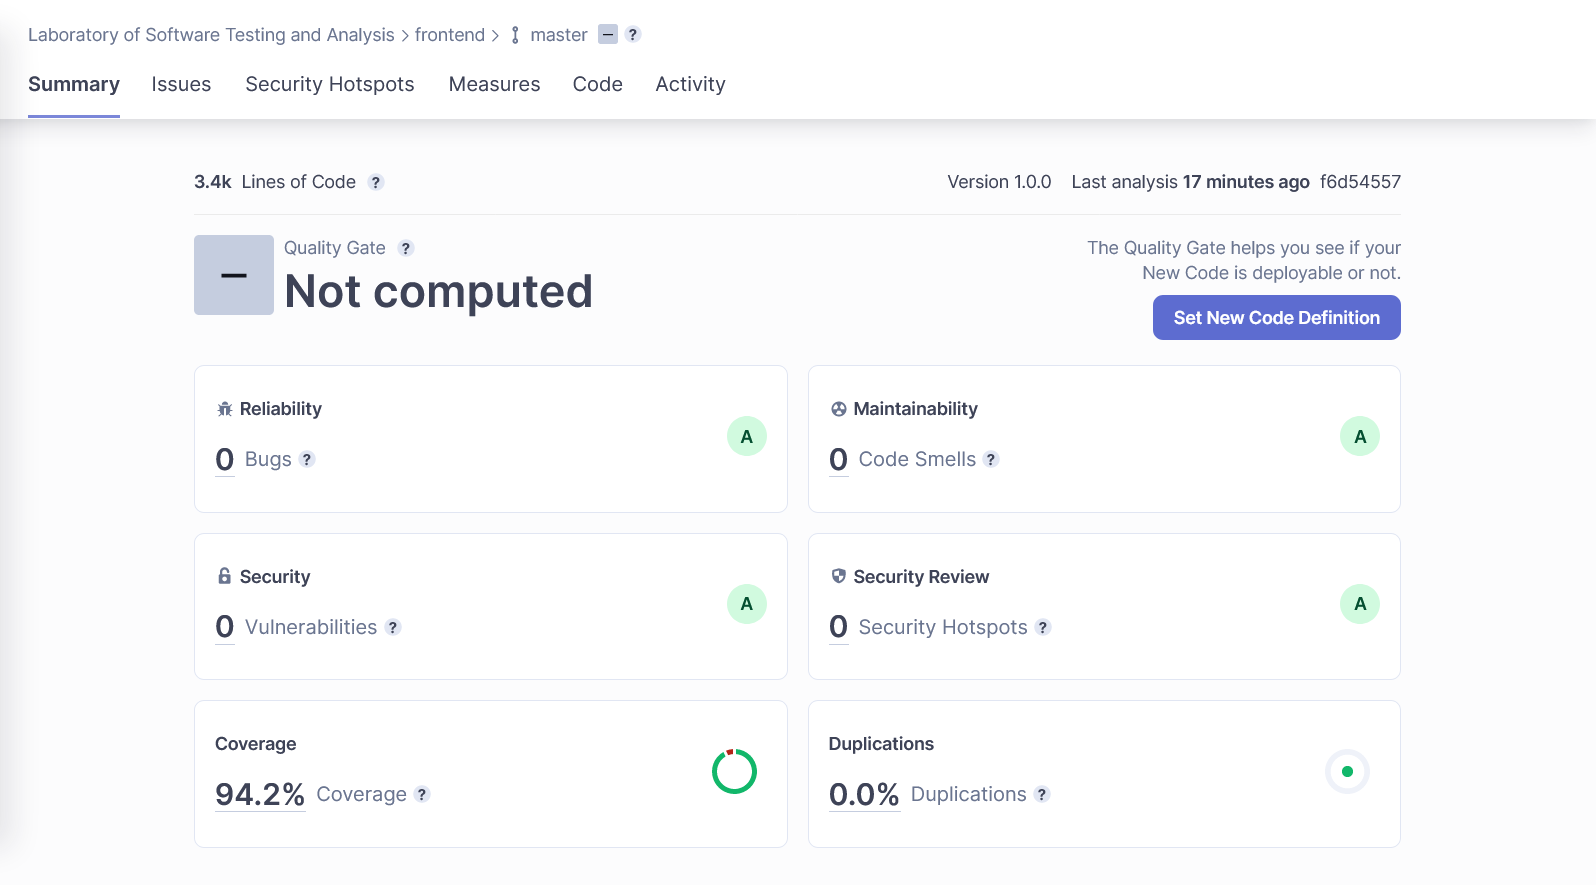 Laboratory of Software Testing and Analysis > frontend > master – ?
Summary Issues Security Hotspots Measures Code Activity
3.4k Lines of Code ? Version 1.0.0 Last analysis 17 minutes ago f6d54557
Quality Gate ?
Not computed
The Quality Gate helps you see if your
New Code is deployable or not.
Set New Code Definition
Reliability
0 Bugs ?
A
Maintainability
0 Code Smells ?
A
Security
0 Vulnerabilities ?
A
Security Review
0 Security Hotspots ?
A
Coverage
94.2% Coverage ?
Duplications
0.0% Duplications ?